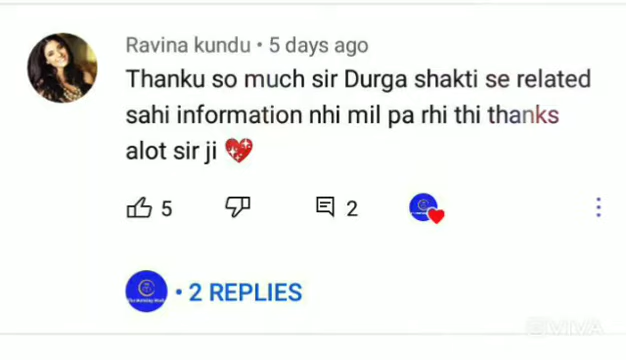 Ravina kundu • 5 days ago
Thanku so much sir Durga shakti se related
sahi information nhi mil pa rhi thi thanks
alot sir ji 💖
5 2
• 2 REPLIES
VIVA